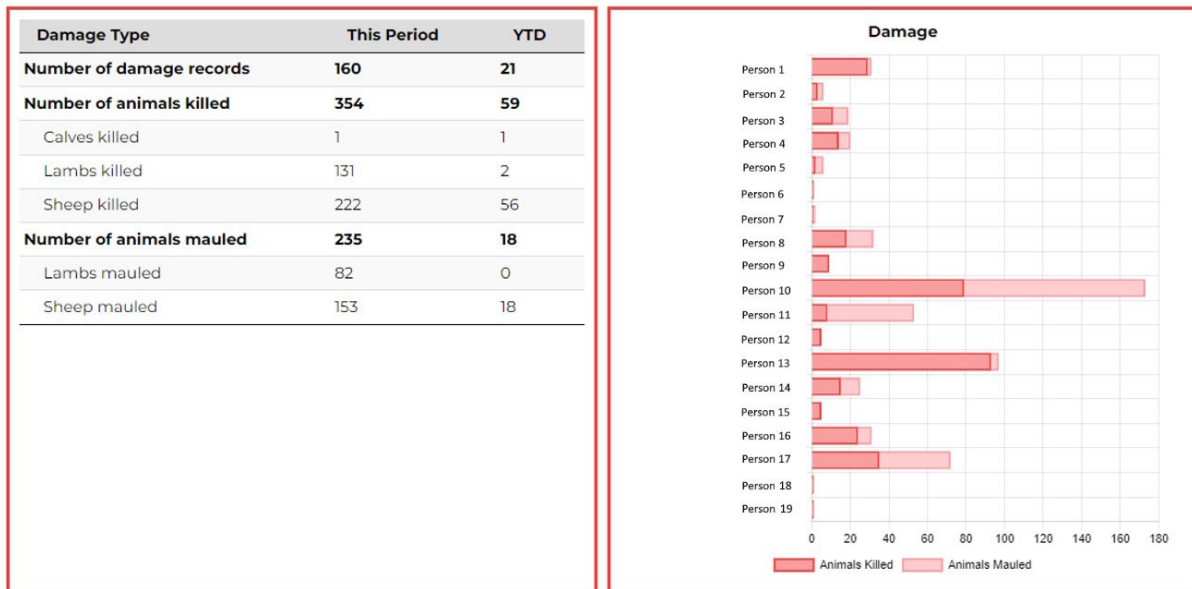 Damage Type This Period YTD
Number of damage records 160 21
Number of animals killed 354 59
Calves killed 1 1
Lambs killed 131 2
Sheep killed 222 56
Number of animals mauled 235 18
Lambs mauled 82 0
Sheep mauled 153 18
Damage
Person 1
Person 2
Person 3
Person 4
Person 5
Person 6
Person 7
Person 8
Person 9
Person 10
Person 11
Person 12
Person 13
Person 14
Person 15
Person 16
Person 17
Person 18
Person 19
0 20 40 60 80 100 120 140 160 180
Animals Killed Animals Mauled